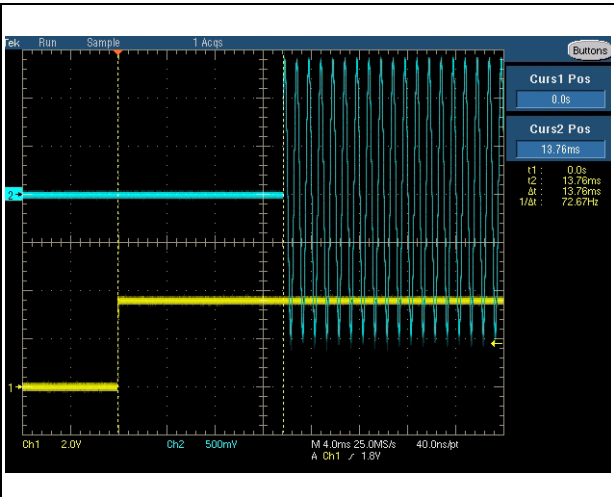 Tek Run Sample 1 Acqs
Buttons
Curs1 Pos
0.0s
Curs2 Pos
13.76ms
t1 : 0.0s
t2 : 13.76ms
Δt : 13.76ms
1/Δt : 72.67Hz
2
1
Ch1 2.0V Ch2 500mV M 4.0ms 25.0MS/s 40.0ns/pt
A Ch1 ∕ 1.8V